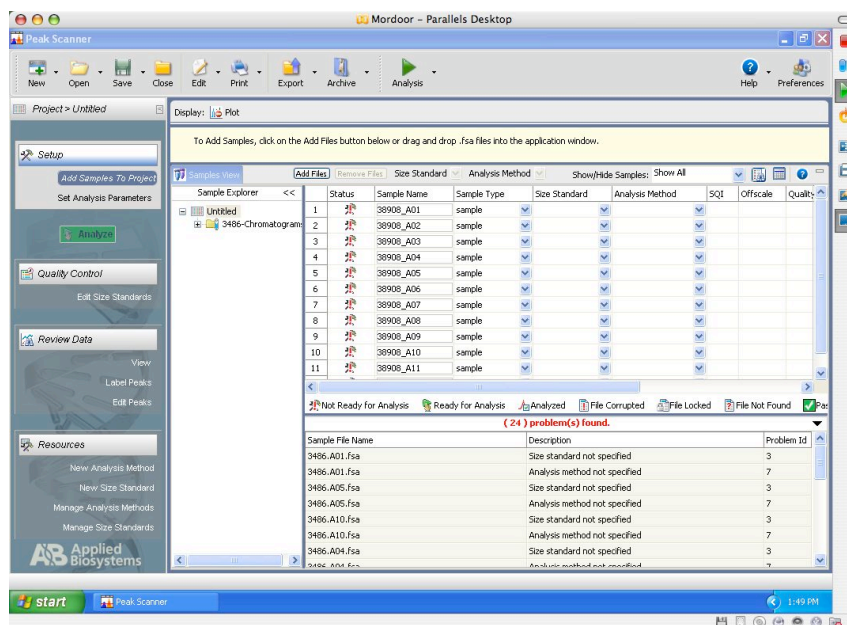 Mordoor – Parallels Desktop
Peak Scanner
New Open Save Close Edit Print Export Archive Analysis Help Preferences
Project > Untitled
Display: Plot
To Add Samples, click on the Add Files button below or drag and drop .fsa files into the application window.
Setup
Add Samples To Project
Set Analysis Parameters
Analyze
Quality Control
Edit Size Standards
Review Data
View
Label Peaks
Edit Peaks
Resources
New Analysis Method
New Size Standard
Manage Analysis Methods
Manage Size Standards
AB Applied Biosystems
Samples View Add Files Remove Files Size Standard Analysis Method Show/Hide Samples: Show All
Sample Explorer <<
Untitled
3486-Chromatogram
Status Sample Name Sample Type Size Standard Analysis Method SQI Offscale Quality
1 38908_A01 sample
2 38908_A02 sample
3 38908_A03 sample
4 38908_A04 sample
5 38908_A05 sample
6 38908_A06 sample
7 38908_A07 sample
8 38908_A08 sample
9 38908_A09 sample
10 38908_A10 sample
11 38908_A11 sample
Not Ready for Analysis Ready for Analysis Analyzed File Corrupted File Locked File Not Found Pas
( 24 ) problem(s) found.
Sample File Name Description Problem Id
3486.A01.fsa Size standard not specified 3
3486.A01.fsa Analysis method not specified 7
3486.A05.fsa Size standard not specified 3
3486.A05.fsa Analysis method not specified 7
3486.A10.fsa Size standard not specified 3
3486.A10.fsa Analysis method not specified 7
3486.A04.fsa Size standard not specified 3
3486.A04.fsa Analysis method not specified 7
start Peak Scanner 1:49 PM